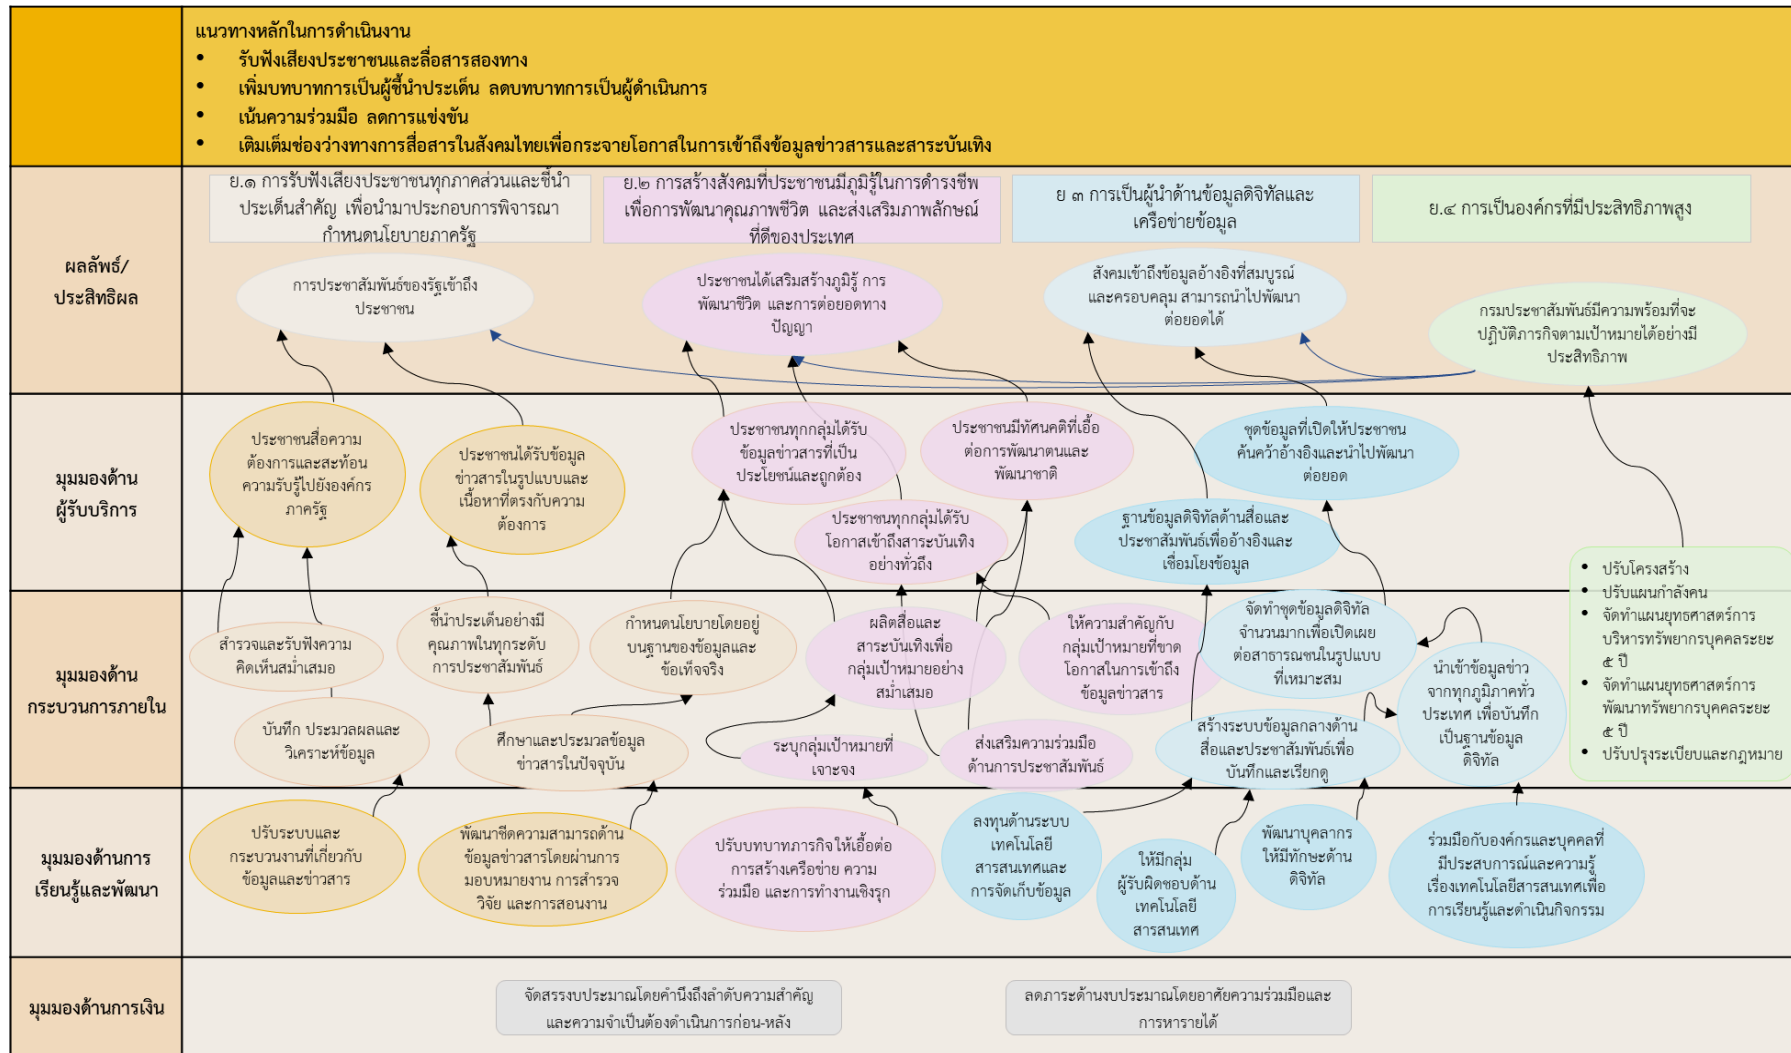 แนวทางหลักในการดำเนินงาน
• รับฟังเสียงประชาชนและสื่อสารสองทาง
• เพิ่มบทบาทการเป็นผู้ชี้นำประเด็น ลดบทบาทการเป็นผู้ดำเนินการ
• เน้นความร่วมมือ ลดการแข่งขัน
• เติมเต็มช่องว่างทางการสื่อสารในสังคมไทยเพื่อกระจายโอกาสในการเข้าถึงข้อมูลข่าวสารและสาระบันเทิง
ผลลัพธ์/
ประสิทธิผล
ย.๑ การรับฟังเสียงประชาชนทุกภาคส่วนและชี้นำ
ประเด็นสำคัญ เพื่อนำมาประกอบการพิจารณา
กำหนดนโยบายภาครัฐ
ย.๒ การสร้างสังคมที่ประชาชนมีภูมิรู้ในการดำรงชีพ
เพื่อการพัฒนาคุณภาพชีวิต และส่งเสริมภาพลักษณ์
ที่ดีของประเทศ
ย ๓ การเป็นผู้นำด้านข้อมูลดิจิทัลและ
เครือข่ายข้อมูล
ย.๔ การเป็นองค์กรที่มีประสิทธิภาพสูง
การประชาสัมพันธ์ของรัฐเข้าถึง
ประชาชน
ประชาชนได้เสริมสร้างภูมิรู้ การ
พัฒนาชีวิต และการต่อยอดทาง
ปัญญา
สังคมเข้าถึงข้อมูลอ้างอิงที่สมบูรณ์
และครอบคลุม สามารถนำไปพัฒนา
ต่อยอดได้
กรมประชาสัมพันธ์มีความพร้อมที่จะ
ปฏิบัติภารกิจตามเป้าหมายได้อย่างมี
ประสิทธิภาพ
มุมมองด้าน
ผู้รับบริการ
ประชาชนสื่อความ
ต้องการและสะท้อน
ความรับรู้ไปยังองค์กร
ภาครัฐ
ประชาชนได้รับข้อมูล
ข่าวสารในรูปแบบและ
เนื้อหาที่ตรงกับความ
ต้องการ
ประชาชนทุกกลุ่มได้รับ
ข้อมูลข่าวสารที่เป็น
ประโยชน์และถูกต้อง
ประชาชนทุกกลุ่มได้รับ
โอกาสเข้าถึงสาระบันเทิง
อย่างทั่วถึง
ประชาชนมีทัศนคติที่เอื้อ
ต่อการพัฒนาตนและ
พัฒนาชาติ
ฐานข้อมูลดิจิทัลด้านสื่อและ
ประชาสัมพันธ์เพื่ออ้างอิงและ
เชื่อมโยงข้อมูล
ชุดข้อมูลที่เปิดให้ประชาชน
ค้นคว้าอ้างอิงและนำไปพัฒนา
ต่อยอด
• ปรับโครงสร้าง
• ปรับแผนกำลังคน
• จัดทำแผนยุทธศาสตร์การ
บริหารทรัพยากรบุคคลระยะ
๕ ปี
• จัดทำแผนยุทธศาสตร์การ
พัฒนาทรัพยากรบุคคลระยะ
๕ ปี
• ปรับปรุงระเบียบและกฎหมาย
มุมมองด้าน
กระบวนการภายใน
สำรวจและรับฟังความ
คิดเห็นสม่ำเสมอ
บันทึก ประมวลผลและ
วิเคราะห์ข้อมูล
ชี้นำประเด็นอย่างมี
คุณภาพในทุกระดับ
การประชาสัมพันธ์
ศึกษาและประมวลข้อมูล
ข่าวสารในปัจจุบัน
กำหนดนโยบายโดยอยู่
บนฐานของข้อมูลและ
ข้อเท็จจริง
ระบุกลุ่มเป้าหมายที่
เจาะจง
ผลิตสื่อและ
สาระบันเทิงเพื่อ
กลุ่มเป้าหมายอย่าง
สม่ำเสมอ
ส่งเสริมความร่วมมือ
ด้านการประชาสัมพันธ์
ให้ความสำคัญกับ
กลุ่มเป้าหมายที่ขาด
โอกาสในการเข้าถึง
ข้อมูลข่าวสาร
จัดทำชุดข้อมูลดิจิทัล
จำนวนมากเพื่อเปิดเผย
ต่อสาธารณชนในรูปแบบ
ที่เหมาะสม
สร้างระบบข้อมูลกลางด้าน
สื่อและประชาสัมพันธ์เพื่อ
บันทึกและเรียกดู
นำเข้าข้อมูลข่าว
จากทุกภูมิภาคทั่ว
ประเทศ เพื่อบันทึก
เป็นฐานข้อมูล
ดิจิทัล
มุมมองด้านการ
เรียนรู้และพัฒนา
ปรับระบบและ
กระบวนงานที่เกี่ยวกับ
ข้อมูลและข่าวสาร
พัฒนาขีดความสามารถด้าน
ข้อมูลข่าวสารโดยผ่านการ
มอบหมายงาน การสำรวจ
วิจัย และการสอนงาน
ปรับบทบาทภารกิจ ให้เอื้อต่อ
การสร้างเครือข่าย ความ
ร่วมมือ และการทำงานเชิงรุก
ลงทุนด้านระบบ
เทคโนโลยี
สารสนเทศและ
การจัดเก็บข้อมูล
ให้มีกลุ่ม
ผู้รับผิดชอบด้าน
เทคโนโลยี
สารสนเทศ
พัฒนาบุคลากร
ให้มีทักษะด้าน
ดิจิทัล
ร่วมมือกับองค์กรและบุคคลที่
มีประสบการณ์และความรู้
เรื่องเทคโนโลยีสารสนเทศเพื่อ
การเรียนรู้และดำเนินกิจกรรม
มุมมองด้านการเงิน
จัดสรรงบประมาณโดยคำนึงถึงลำดับความสำคัญ
และความจำเป็นต้องดำเนินการก่อน-หลัง
ลดภาระด้านงบประมาณโดยอาศัยความร่วมมือและ
การหารายได้